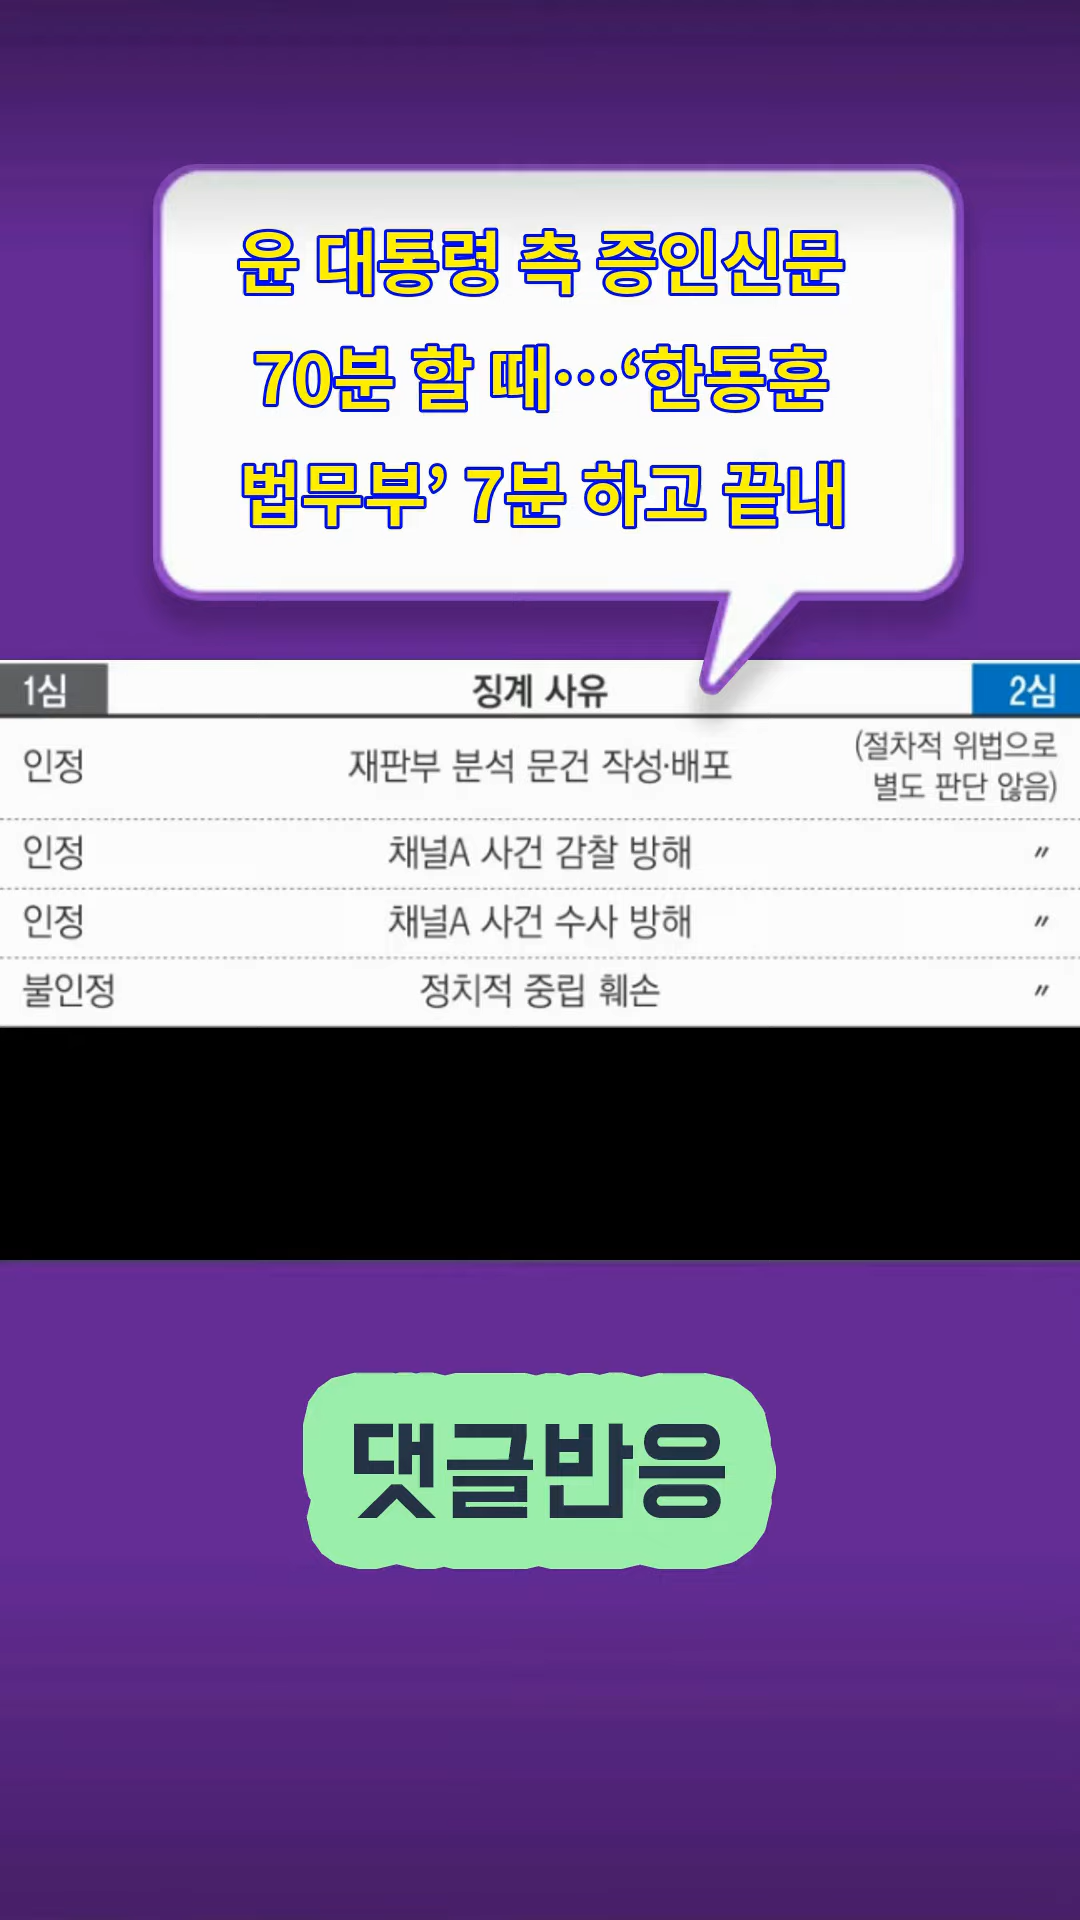 윤 대통령 측 증인신문
70분 할 때…‘한동훈
법무부’ 7분 하고 끝내
1심 징계 사유 2심
인정 재판부 분석 문건 작성·배포 (절차적 위법으로
별도 판단 않음)
인정 채널A 사건 감찰 방해 〃
인정 채널A 사건 수사 방해 〃
불인정 정치적 중립 훼손 〃
댓글반응